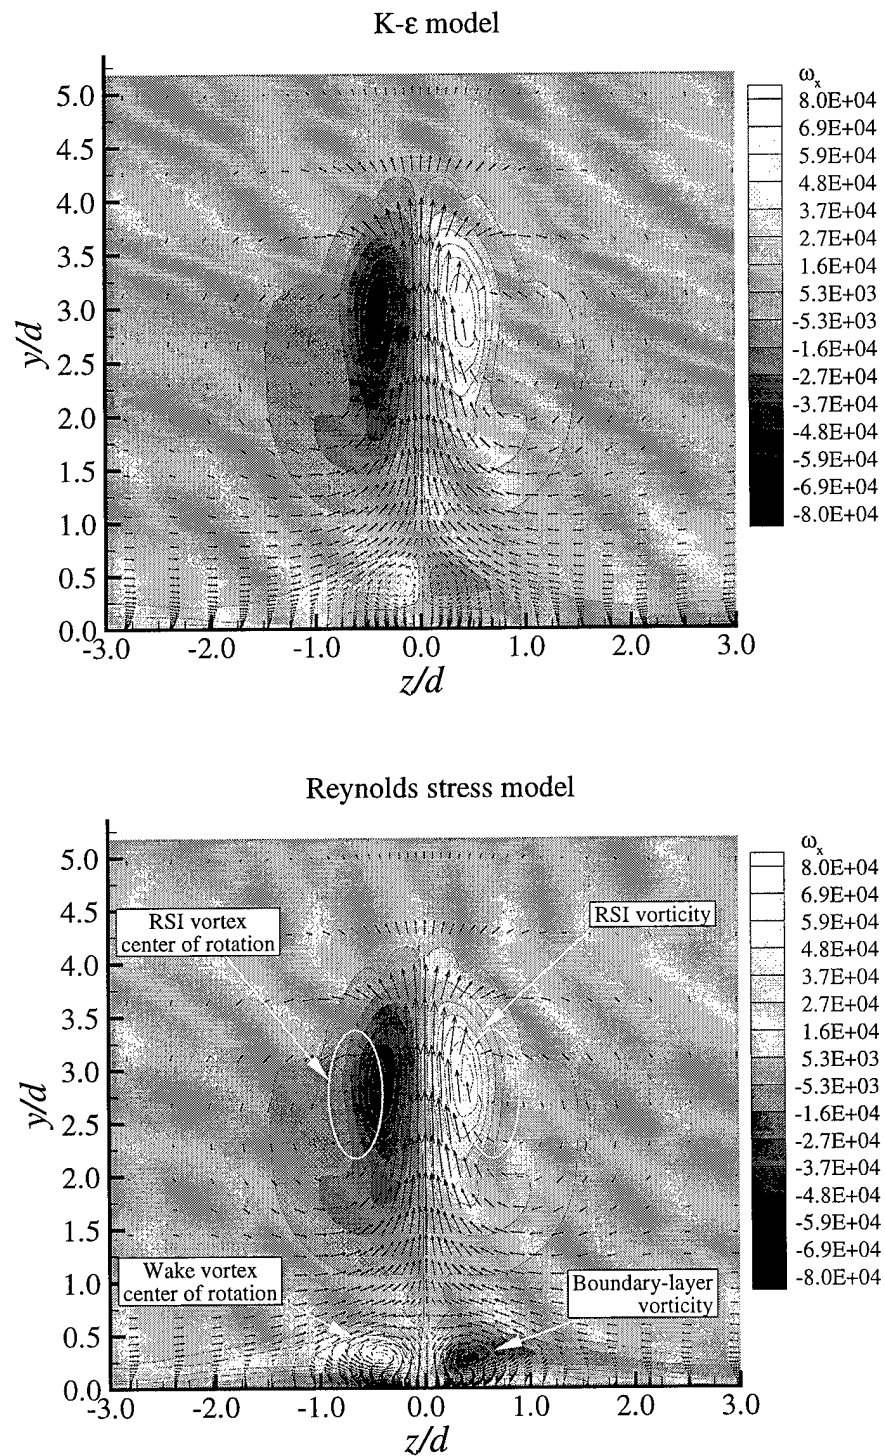 K-ε model
ωx
5.0
4.5
4.0
3.5
3.0
2.5
2.0
1.5
1.0
0.5
0.0
y/d
-3.0 -2.0 -1.0 0.0 1.0 2.0 3.0
z/d
8.0E+04
6.9E+04
5.9E+04
4.8E+04
3.7E+04
2.7E+04
1.6E+04
5.3E+03
-5.3E+03
-1.6E+04
-2.7E+04
-3.7E+04
-4.8E+04
-5.9E+04
-6.9E+04
-8.0E+04
Reynolds stress model
ωx
5.0
4.5
4.0
3.5
3.0
2.5
2.0
1.5
1.0
0.5
0.0
y/d
RSI vortex
center of rotation
RSI vorticity
Wake vortex
center of rotation
Boundary-layer
vorticity
-3.0 -2.0 -1.0 0.0 1.0 2.0 3.0
z/d
8.0E+04
6.9E+04
5.9E+04
4.8E+04
3.7E+04
2.7E+04
1.6E+04
5.3E+03
-5.3E+03
-1.6E+04
-2.7E+04
-3.7E+04
-4.8E+04
-5.9E+04
-6.9E+04
-8.0E+04